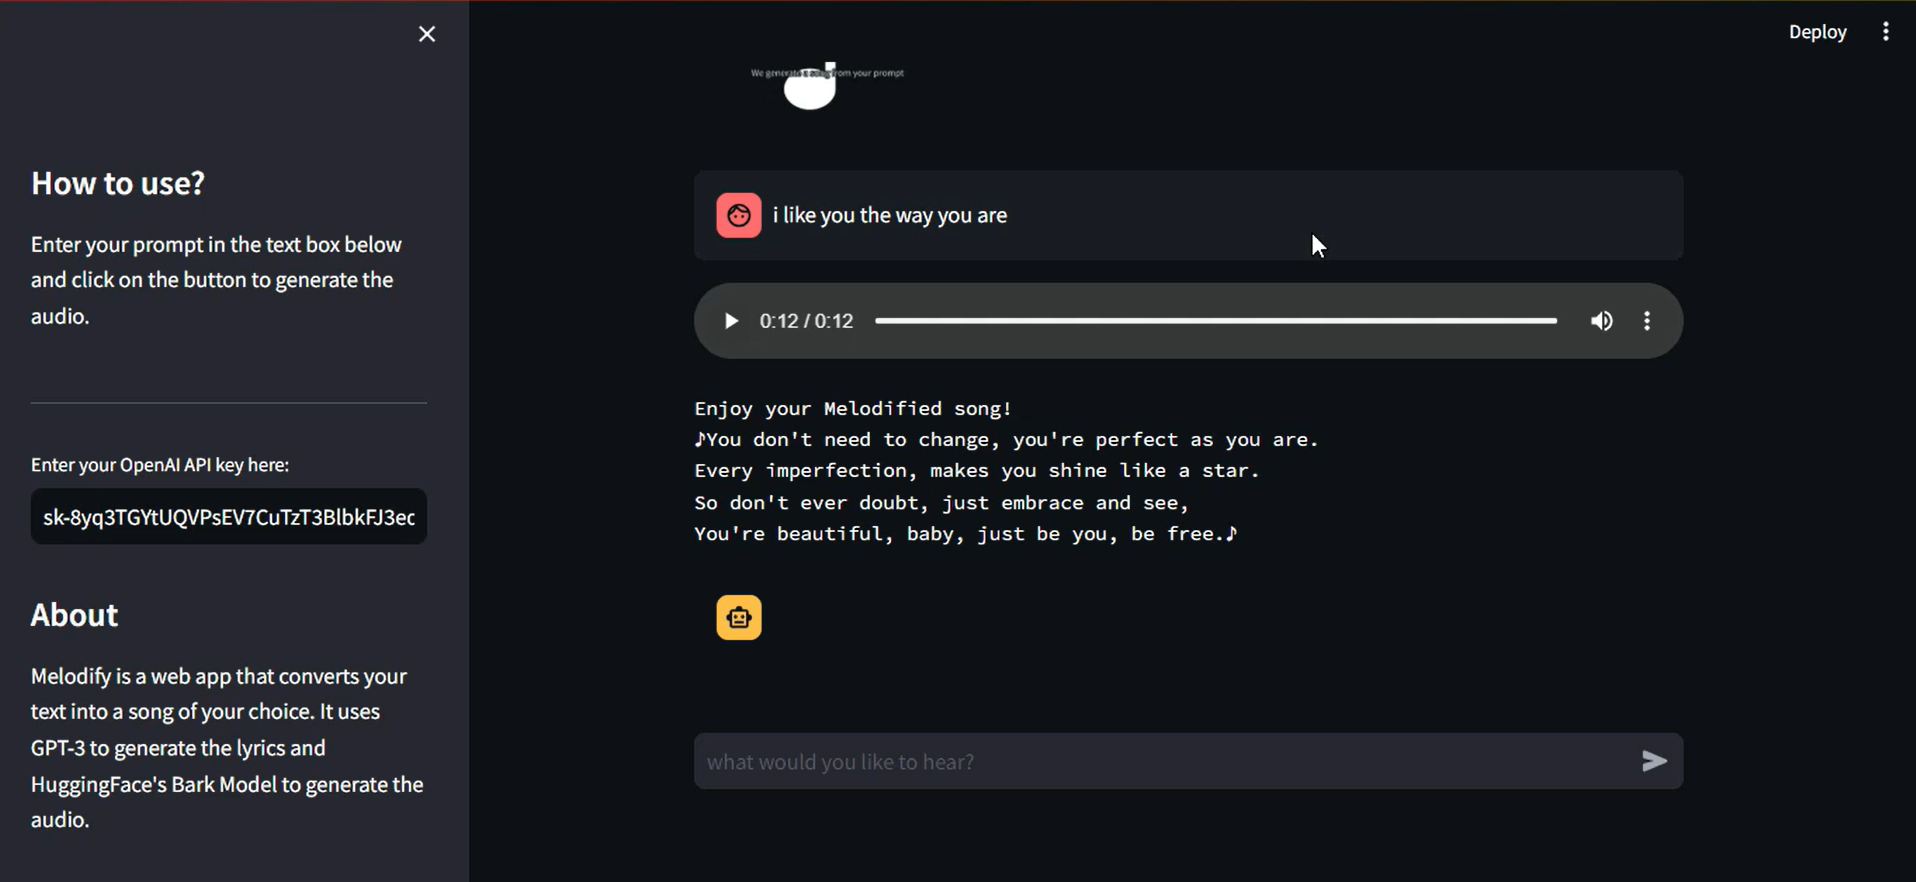 Deploy
We generate a song from your prompt
How to use?
Enter your prompt in the text box below
and click on the button to generate the
audio.
Enter your OpenAI API key here:
sk-8yq3TGYtUQVPsEV7CuTzT3BlbkFJ3ec
About
Melodify is a web app that converts your
text into a song of your choice. It uses
GPT-3 to generate the lyrics and
HuggingFace's Bark Model to generate the
audio.
i like you the way you are
0:12 / 0:12
Enjoy your Melodified song!
♪You don't need to change, you're perfect as you are.
Every imperfection, makes you shine like a star.
So don't ever doubt, just embrace and see,
You're beautiful, baby, just be you, be free.♪
what would you like to hear?